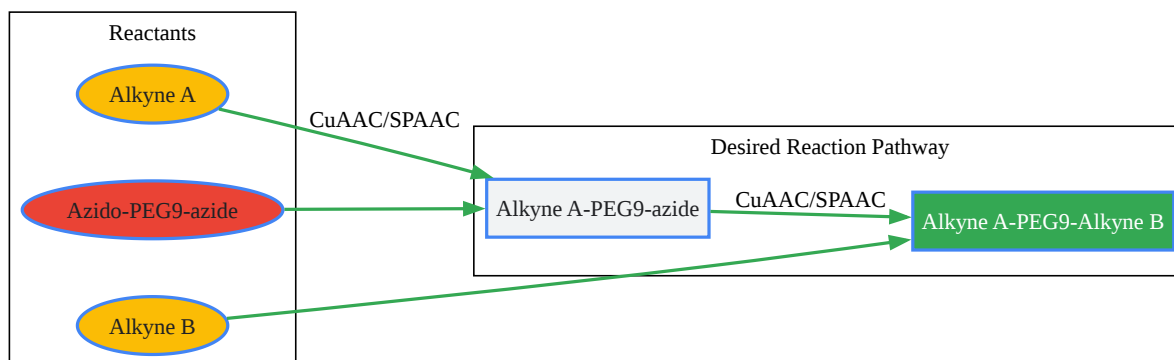 Reactants
Alkyne A
CuAAC/SPAAC
Desired Reaction Pathway
Azido-PEG9-azide
Alkyne A-PEG9-azide
CuAAC/SPAAC
Alkyne A-PEG9-Alkyne B
Alkyne B